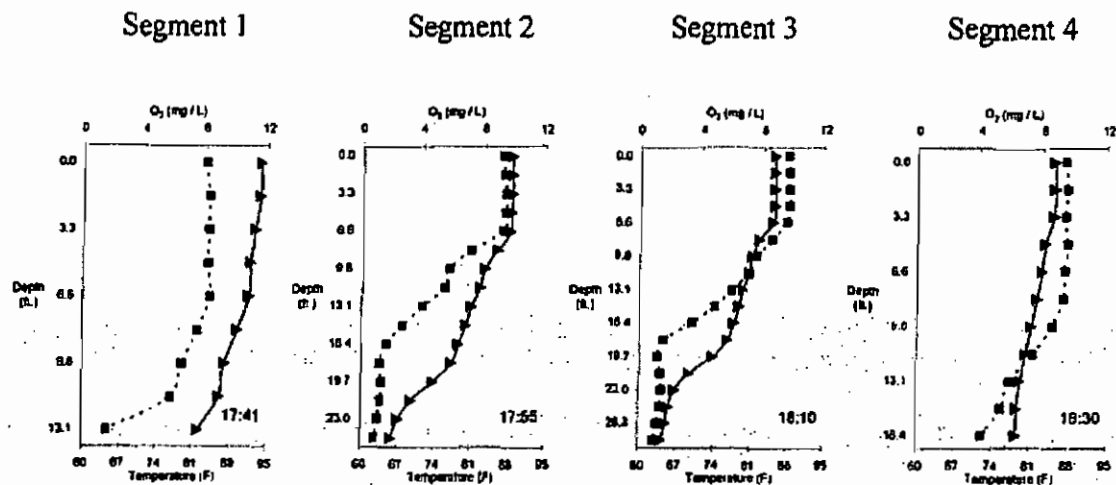 Segment 1
Segment 2
Segment 3
Segment 4
O2 (mg / L)
O2 (mg / L)
O2 (mg / L)
O2 (mg / L)
0 4 8 12
0 4 8 12
0 4 8 12
0 4 8 12
Depth (ft.)
0.0
3.3
6.6
9.8
13.1
17:41
60 67 74 81 88 95
Temperature (F)
Depth (ft.)
0.0
3.3
6.6
9.8
13.1
16.4
19.7
23.0
17:55
60 67 74 81 88 95
Temperature (F)
Depth (ft.)
0.0
3.3
6.6
9.8
13.1
16.4
19.7
23.0
26.2
18:10
60 67 74 81 88 95
Temperature (F)
Depth (ft.)
0.0
3.3
6.6
13.1
16.4
18:30
60 67 74 81 88 95
Temperature (F)